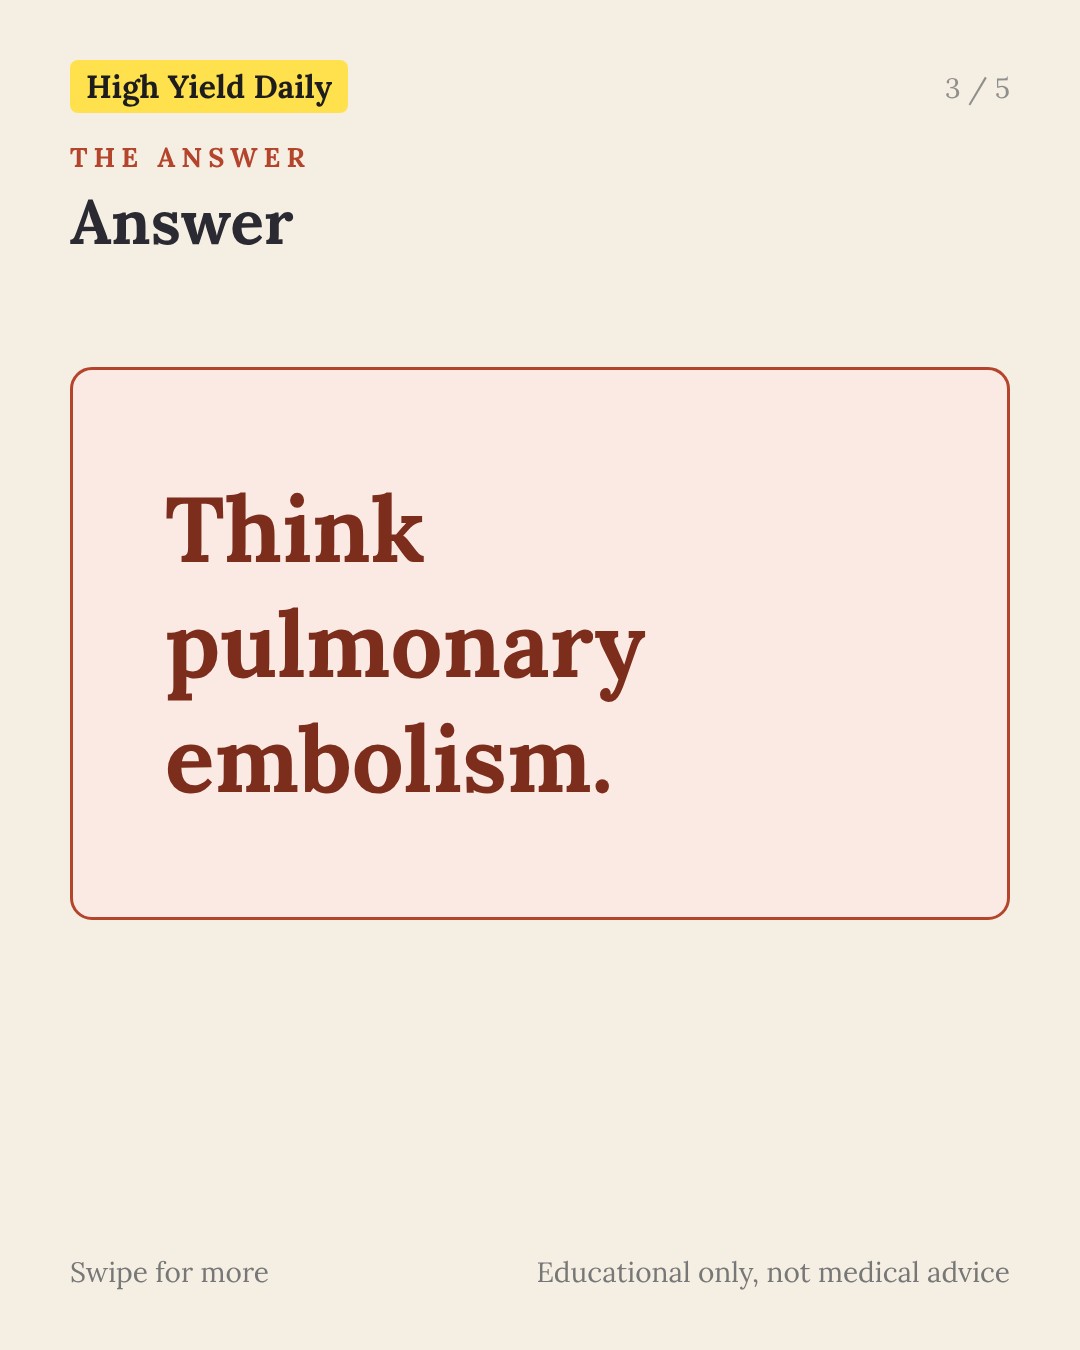 High Yield Daily
3 / 5
THE ANSWER
Answer
Think
pulmonary
embolism.
Swipe for more
Educational only, not medical advice